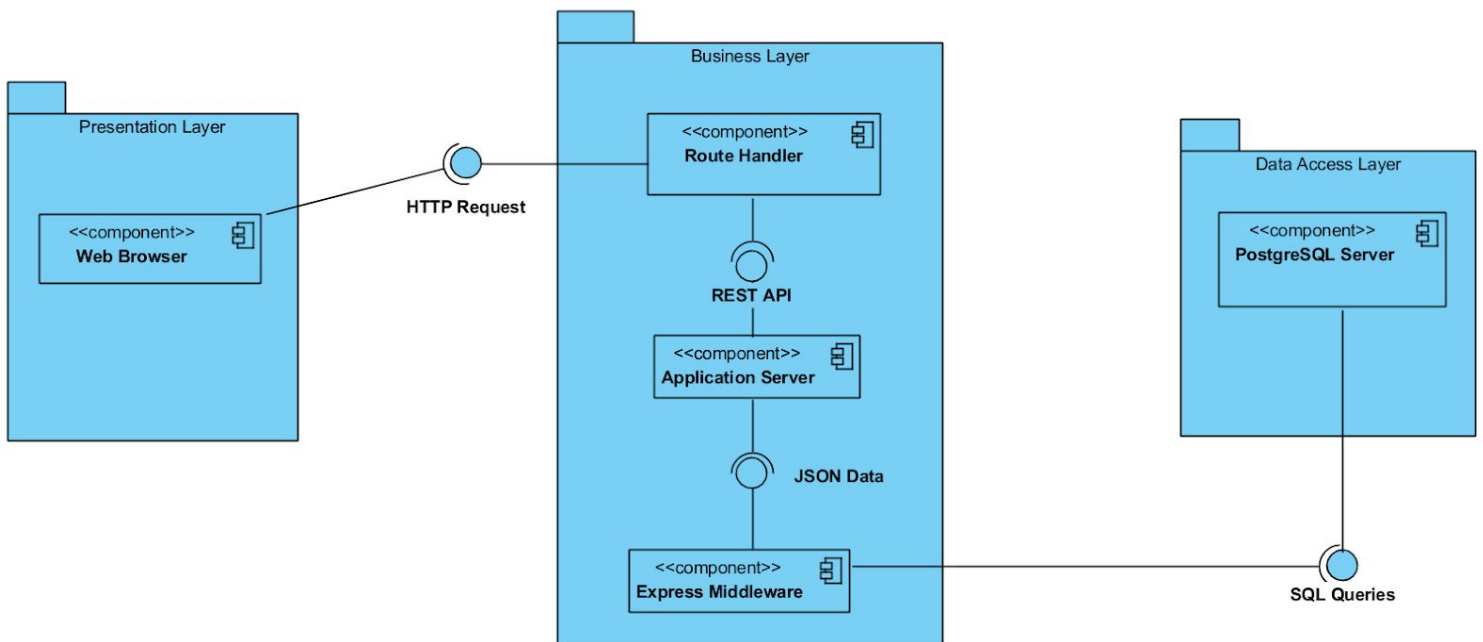 Presentation Layer
<<component>>
Web Browser
HTTP Request
Business Layer
<<component>>
Route Handler
REST API
<<component>>
Application Server
JSON Data
<<component>>
Express Middleware
Data Access Layer
<<component>>
PostgreSQL Server
SQL Queries